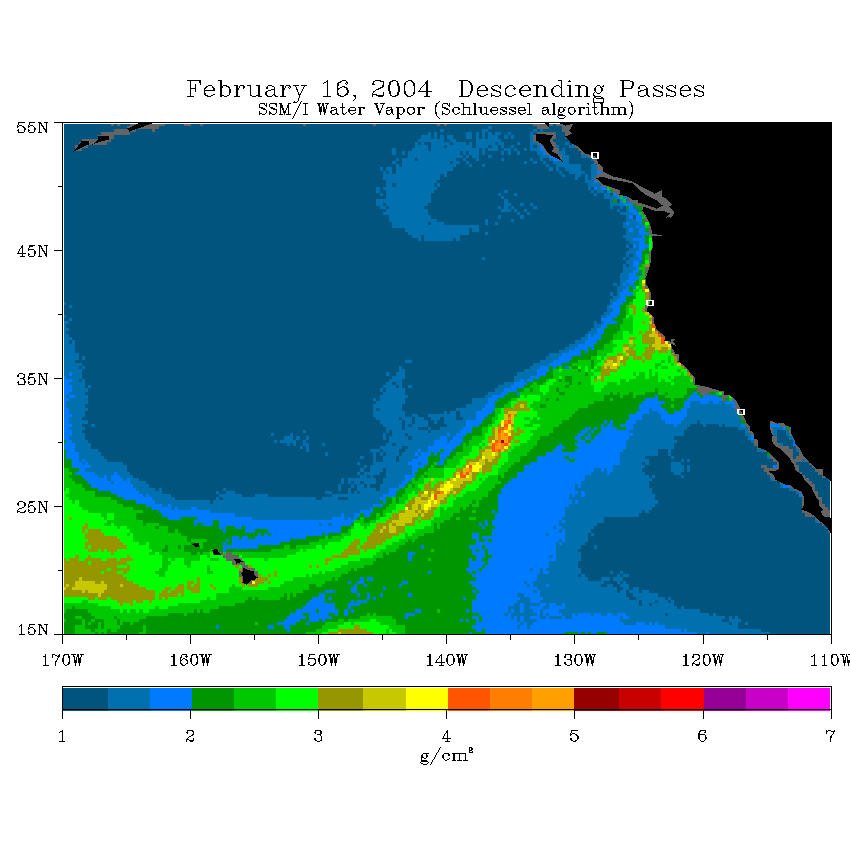 February 16, 2004  Descending Passes
SSM/I Water Vapor (Schluessel algorithm)
55N
45N
35N
25N
15N
170W 160W 150W 140W 130W 120W 110W
1 2 3 4 5 6 7
g/cm²